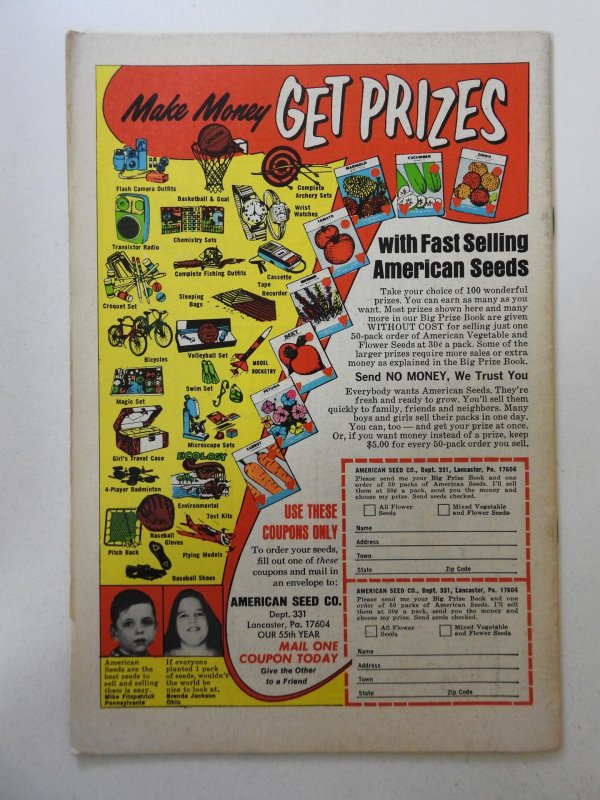 Make Money GET PRIZES
Flash Camera Outfits
Basketball & Goal
Complete
Archery Sets
Wrist
Watches
Transistor Radio
Chemistry Sets
Complete Fishing Outfits
Cassette
Tape
Recorder
Croquet Set
Sleeping
Bags
Bicycles
Volleyball Set
MODEL
ROCKETRY
Magic Set
Swim Set
Microscope Sets
Girl's Travel Case
ECOLOGY
4-Player Badminton
Environmental
Test Kits
Pitch Back
Baseball
Gloves
Flying Models
Baseball Shoes
MARIGOLD
CUCUMBER
ZINNIA
TOMATO
BEET
PETUNIA
CARROT
with Fast Selling
American Seeds
Take your choice of 100 wonderful
prizes. You can earn as many as you
want. Most prizes shown here and many
more in our Big Prize Book are given
WITHOUT COST for selling just one
50-pack order of American Vegetable and
Flower Seeds at 30¢ a pack. Some of the
larger prizes require more sales or extra
money as explained in the Big Prize Book.
Send NO MONEY, We Trust You
Everybody wants American Seeds. They're
fresh and ready to grow. You'll sell them
quickly to family, friends and neighbors. Many
boys and girls sell their packs in one day.
You can, too — and get your prize at once.
Or, if you want money instead of a prize, keep
$5.00 for every 50-pack order you sell.
USE THESE
COUPONS ONLY
To order your seeds,
fill out one of these
coupons and mail in
an envelope to:
AMERICAN SEED CO.
Dept. 331
Lancaster, Pa. 17604
OUR 55th YEAR
MAIL ONE
COUPON TODAY
Give the Other
to a Friend
AMERICAN SEED CO., Dept. 331, Lancaster, Pa. 17604
Please send me your Big Prize Book and one
order of 50 packs of American Seeds. I'll sell
them at 30¢ a pack, send you the money and
choose my prize. Send seeds checked.
All Flower
Seeds
Mixed Vegetable
and Flower Seeds
Name
Address
Town
State Zip Code
AMERICAN SEED CO., Dept. 331, Lancaster, Pa. 17604
Please send me your Big Prize Book and one
order of 50 packs of American Seeds. I'll sell
them at 30¢ a pack, send you the money and
choose my prize. Send seeds checked.
All Flower
Seeds
Mixed Vegetable
and Flower Seeds
Name
Address
Town
State Zip Code
American
Seeds are the
best seeds to
sell and selling
them is easy.
Mike Fitzpatrick
Pennsylvania
If everyone
planted 1 pack
of seeds, wouldn't
the world be
nice to look at.
Brenda Jackson
Ohio